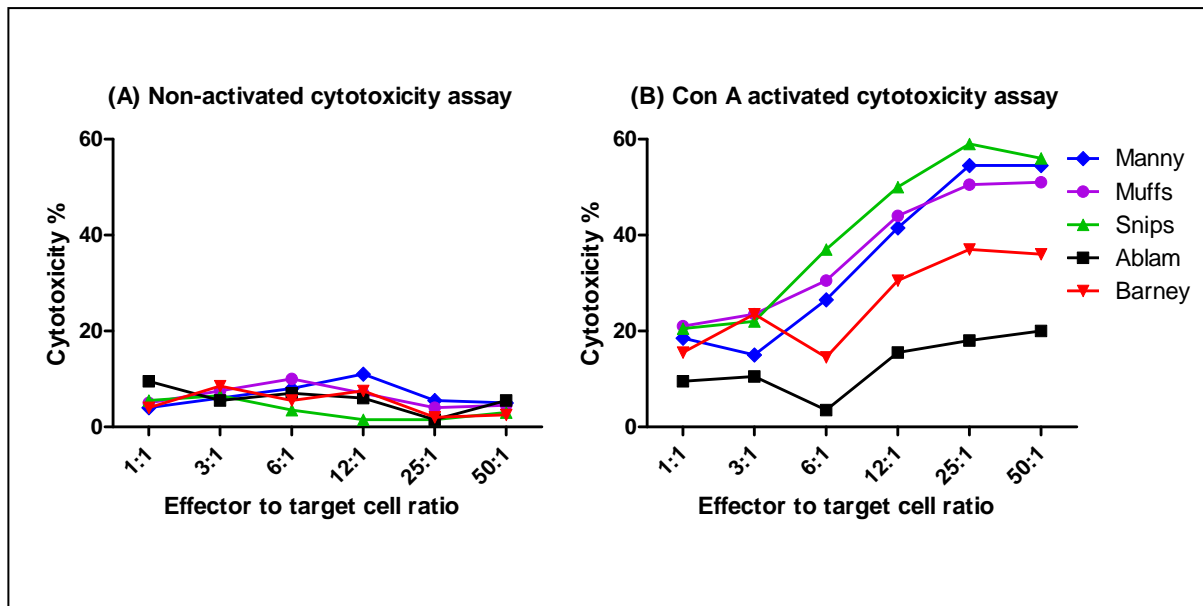 (A) Non-activated cytotoxicity assay
60
40
20
0
Cytotoxicity %
1:1
3:1
6:1
12:1
25:1
50:1
Effector to target cell ratio
(B) Con A activated cytotoxicity assay
60
40
20
0
Cytotoxicity %
1:1
3:1
6:1
12:1
25:1
50:1
Effector to target cell ratio
Manny
Muffs
Snips
Ablam
Barney